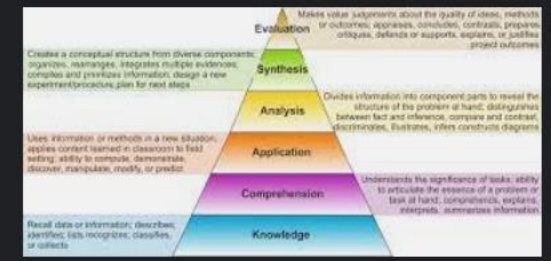 Makes value judgements about the quality of ideas, methods
or outcomes; appraises, concludes, contrasts, prepares
critiques, defends or supports, explains, or justifies
project outcomes
Evaluation
Creates a conceptual structure from diverse components;
organizes, rearranges, integrates multiple evidences;
compiles and prioritizes information; design a new
experiment/procedure, plan for next steps
Synthesis
Divides information into component parts to reveal the
structure of the problem at hand; distinguishes
between fact and inference, compare and contrast,
discriminates, illustrates, infers constructs diagrams
Analysis
Uses information or methods in a new situation;
applies content learned in classroom to field
setting; ability to compute, demonstrate,
discover, manipulate, modify, or predict
Application
Understands the significance of tasks; ability
to articulate the essence of a problem or
task at hand; comprehends, explains,
interprets, summarizes information
Comprehension
Recall data or information; describes,
identifies; lists recognizes; classifies,
or collects
Knowledge